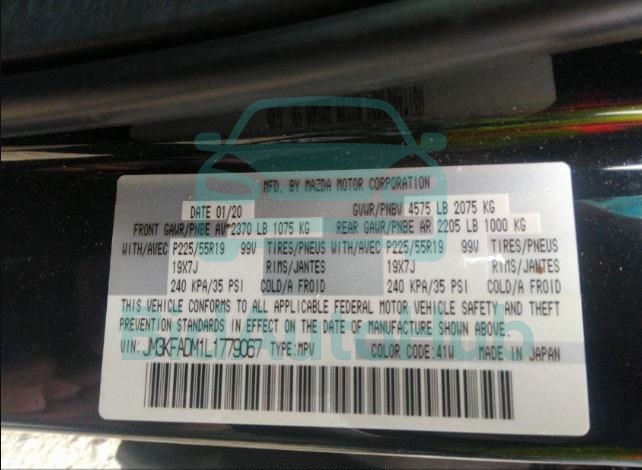 MFD. BY MAZDA MOTOR CORPORATION
DATE 01/20 GVWR/PNBV 4575 LB 2075 KG
FRONT GAWR/PNBE AV 2370 LB 1075 KG REAR GAWR/PNBE AR 2205 LB 1000 KG
WITH/AVEC P225/55R19 99V TIRES/PNEUS WITH/AVEC P225/55R19 99V TIRES/PNEUS
19X7J RIMS/JANTES 19X7J RIMS/JANTES
240 KPA/35 PSI COLD/A FROID 240 KPA/35 PSI COLD/A FROID
THIS VEHICLE CONFORMS TO ALL APPLICABLE FEDERAL MOTOR VEHICLE SAFETY AND THEFT
PREVENTION STANDARDS IN EFFECT ON THE DATE OF MANUFACTURE SHOWN ABOVE.
VIN: JM3KFADM1L1779067 TYPE:MPV COLOR CODE:41W MADE IN JAPAN